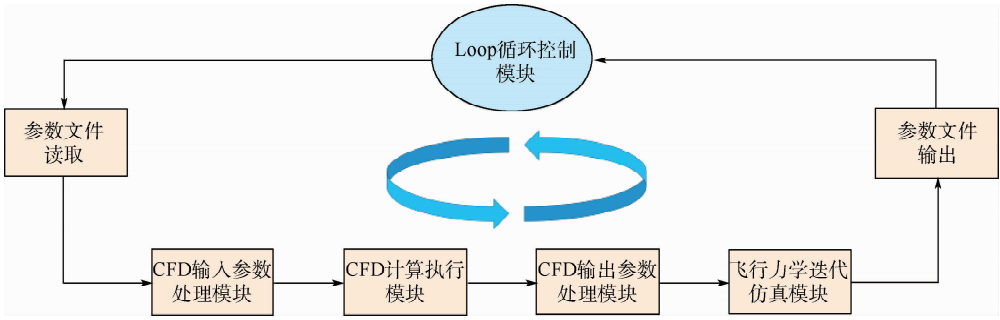 Loop循环控制
模块
参数文件
读取
参数文件
输出
CFD输入参数
处理模块
CFD计算执行
模块
CFD输出参数
处理模块
飞行力学迭代
仿真模块